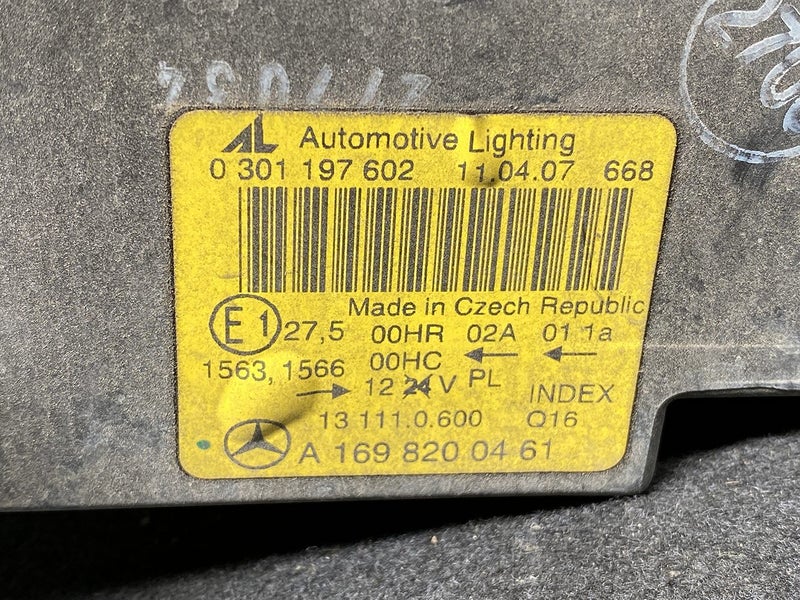 AL Automotive Lighting
0 301 197 602 11.04.07 668
Made in Czech Republic
E1 27,5 00HR 02A 01 1a
1563, 1566 00HC ← ←
→ 12 24 V PL INDEX
13 111.0.600 Q16
A 169 820 04 61